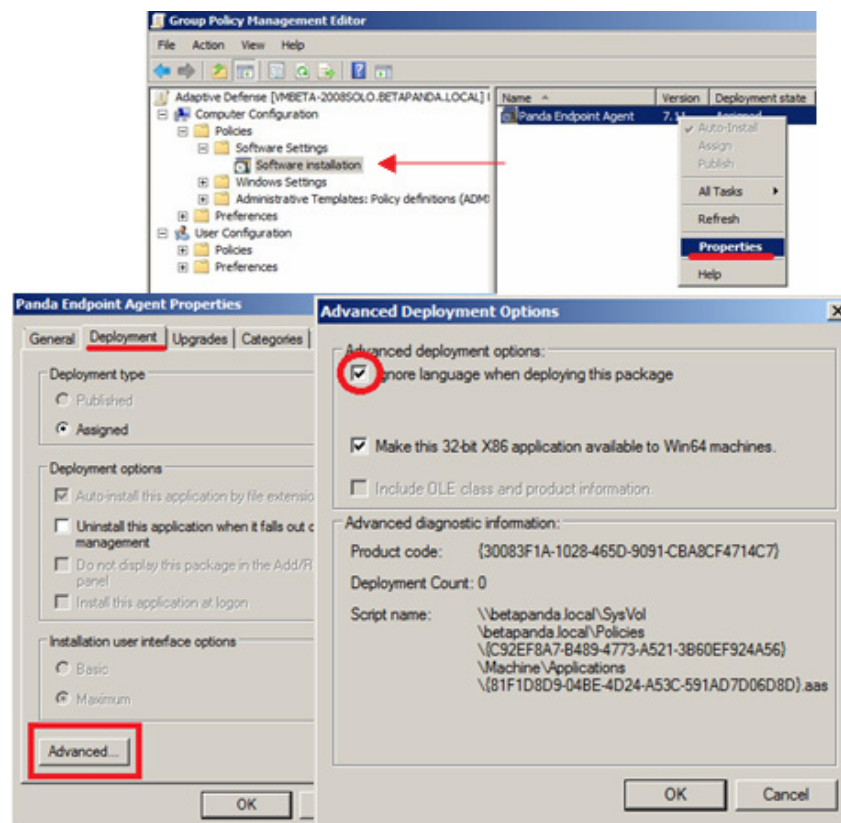 Group Policy Management Editor
File Action View Help
Adaptive Defense [VMBETA-2008SOLO.BETAPANDA.LOCAL]
Computer Configuration
Policies
Software Settings
Software installation
Windows Settings
Administrative Templates: Policy definitions (ADM
Preferences
User Configuration
Policies
Preferences
Name Version Deployment state
Panda Endpoint Agent 7.11 Assigned
Auto-Install
Assign
Publish
All Tasks
Refresh
Properties
Help
Panda Endpoint Agent Properties
General Deployment Upgrades Categories
Deployment type
Published
Assigned
Deployment options
Auto-install this application by file extensio
Uninstall this application when it falls out o
management
Do not display this package in the Add/R
panel
Install this application at logon
Installation user interface options
Basic
Maximum
Advanced...
OK
Advanced Deployment Options
Advanced deployment options:
Ignore language when deploying this package
Make this 32-bit X86 application available to Win64 machines.
Include OLE class and product information.
Advanced diagnostic information:
Product code: {30083F1A-1028-465D-9091-CBA8CF4714C7}
Deployment Count: 0
Script name: \\betapanda.local\SysVol
\betapanda.local\Policies
\{C92EF8A7-B489-4773-A521-3B60EF924A56}
\Machine\Applications
\{81F1D8D9-04BE-4D24-A53C-591AD7D06D8D}.aas
OK Cancel